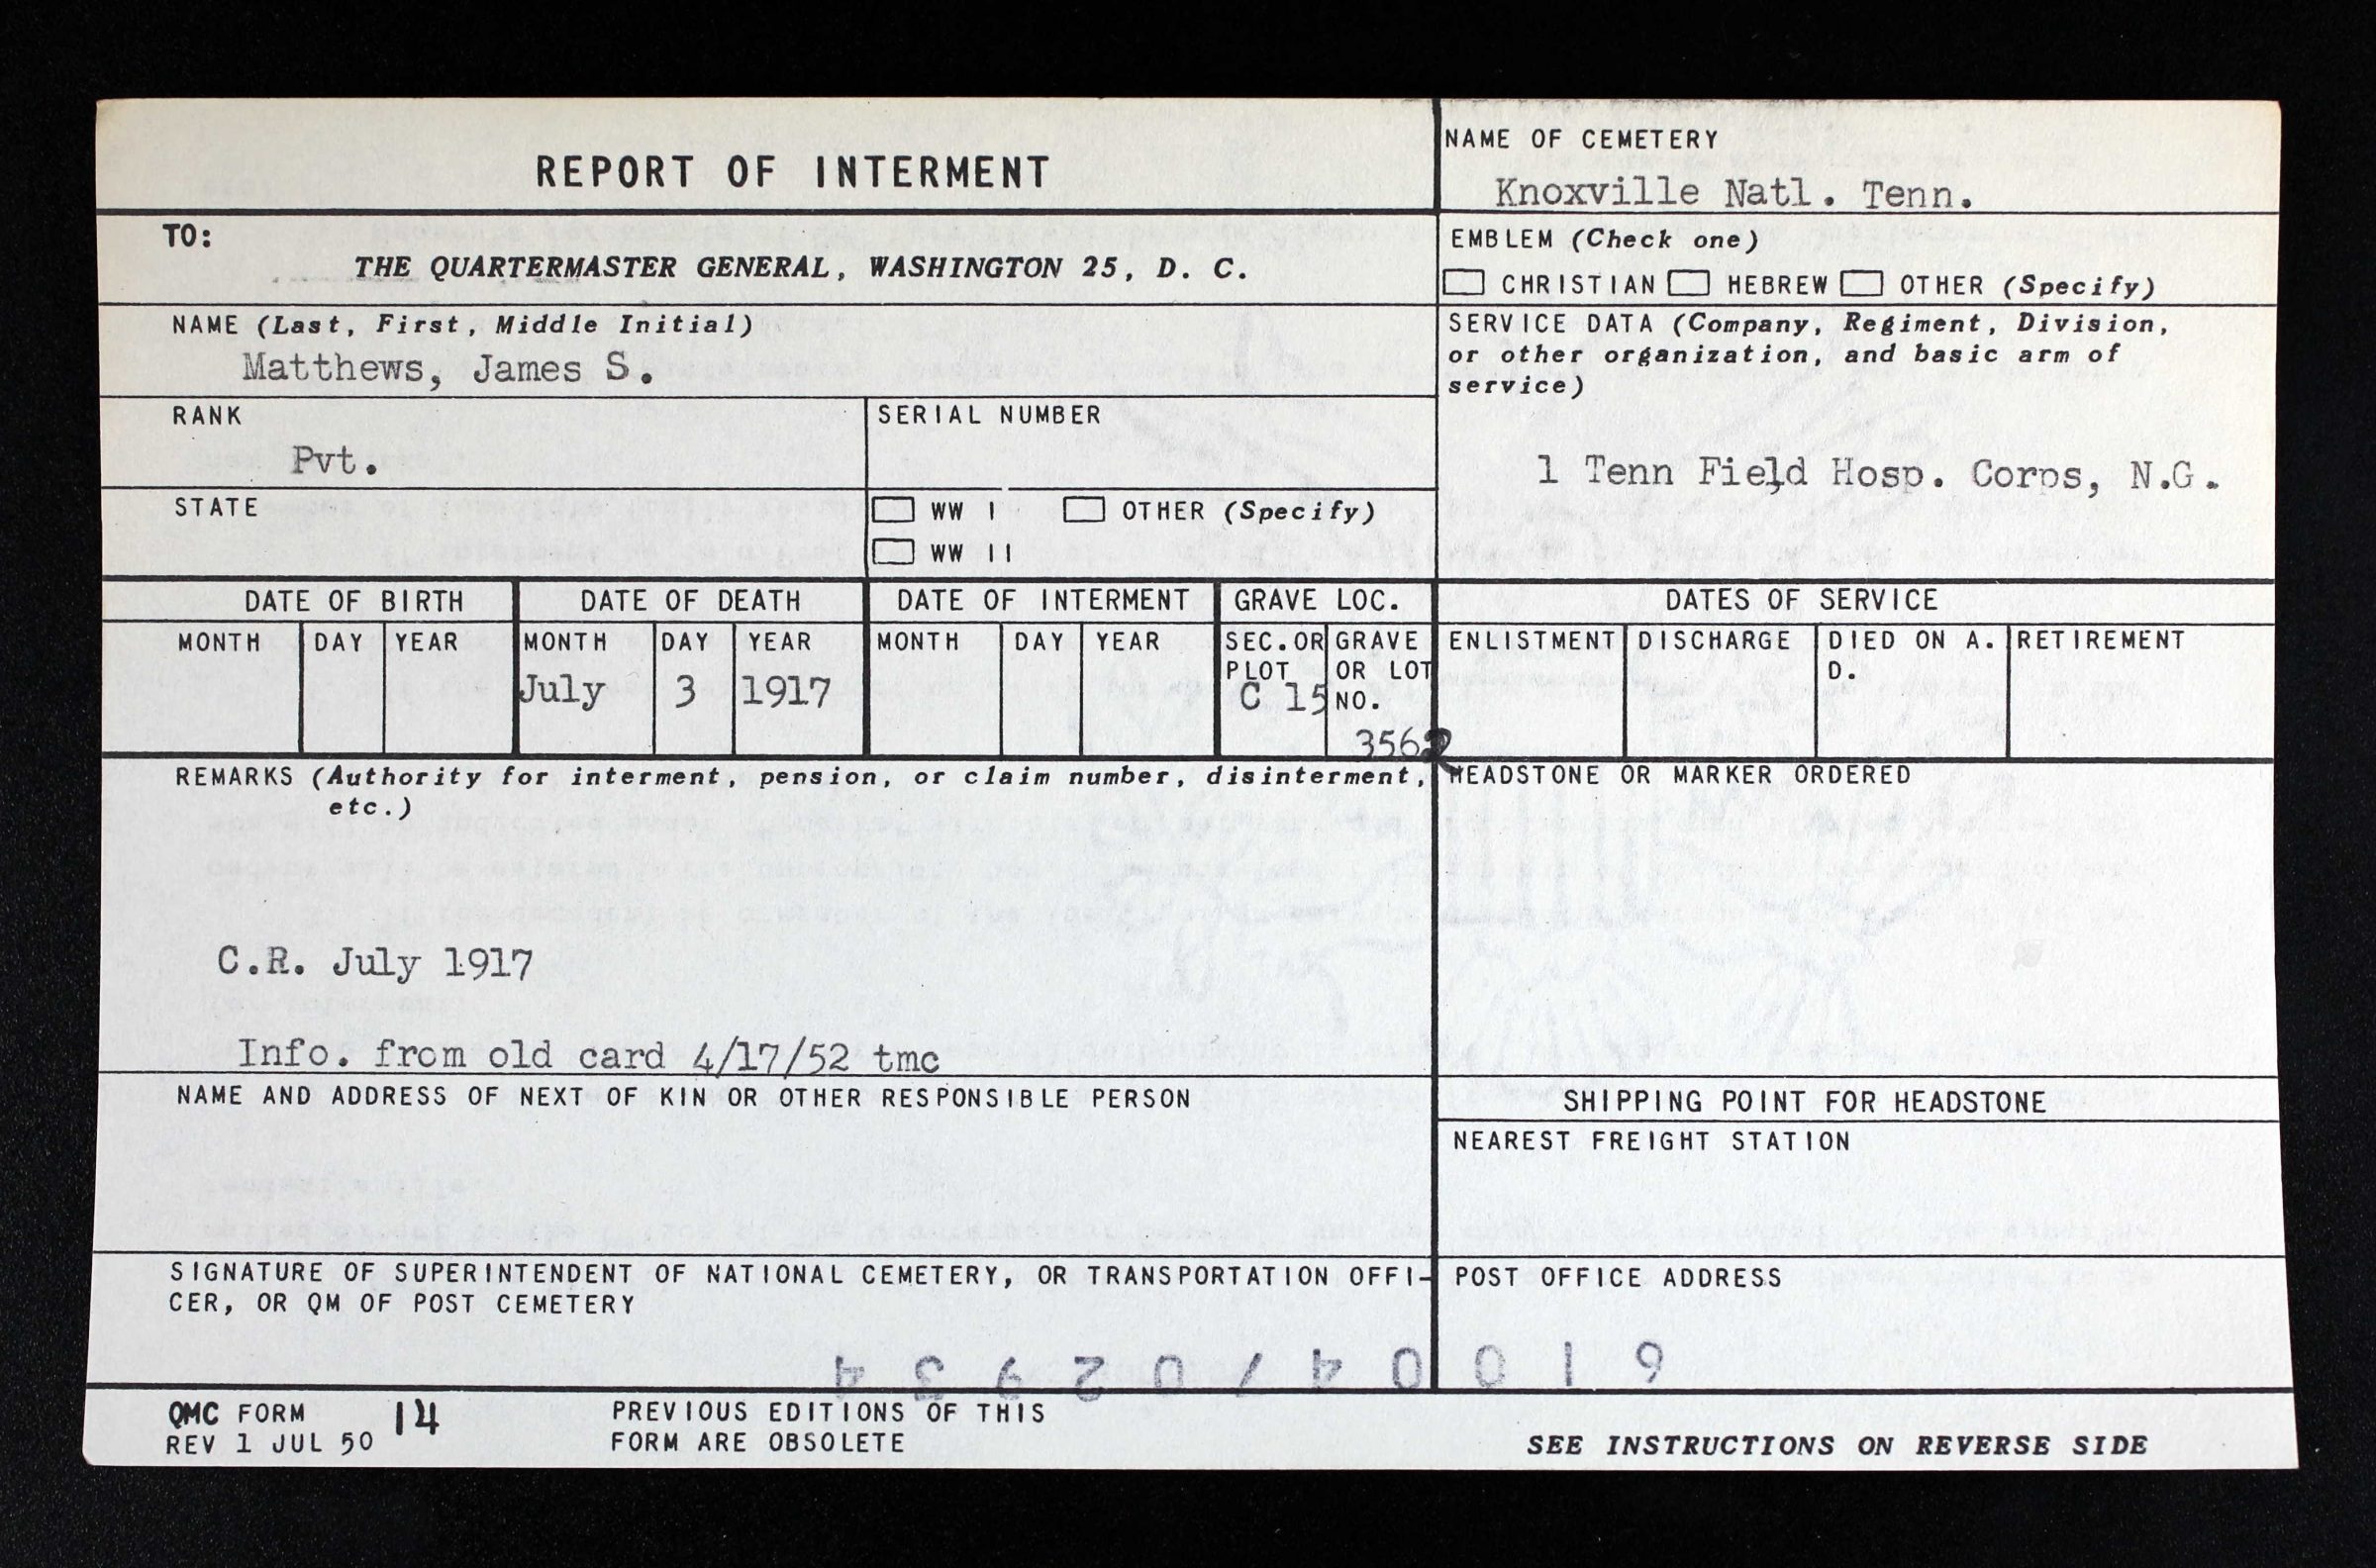 REPORT OF INTERMENT
NAME OF CEMETERY
Knoxville Natl. Tenn.
TO:
THE QUARTERMASTER GENERAL, WASHINGTON 25, D. C.
EMBLEM (Check one)
CHRISTIAN HEBREW OTHER (Specify)
NAME (Last, First, Middle Initial)
Matthews, James S.
SERVICE DATA (Company, Regiment, Division,
or other organization, and basic arm of
service)
1 Tenn Field Hosp. Corps, N.G.
RANK
Pvt.
SERIAL NUMBER
STATE
WW I OTHER (Specify)
WW II
DATE OF BIRTH DATE OF DEATH DATE OF INTERMENT GRAVE LOC. DATES OF SERVICE
MONTH DAY YEAR MONTH DAY YEAR MONTH DAY YEAR SEC. OR PLOT GRAVE OR LOT NO. ENLISTMENT DISCHARGE DIED ON A. D. RETIREMENT
July 3 1917 C 15 3562
REMARKS (Authority for interment, pension, or claim number, disinterment,
etc.)
C.R. July 1917
Info. from old card 4/17/52 tmc
HEADSTONE OR MARKER ORDERED
NAME AND ADDRESS OF NEXT OF KIN OR OTHER RESPONSIBLE PERSON
SHIPPING POINT FOR HEADSTONE
NEAREST FREIGHT STATION
SIGNATURE OF SUPERINTENDENT OF NATIONAL CEMETERY, OR TRANSPORTATION OFFI-
CER, OR QM OF POST CEMETERY
POST OFFICE ADDRESS
QMC FORM 14
REV 1 JUL 50
PREVIOUS EDITIONS OF THIS
FORM ARE OBSOLETE
SEE INSTRUCTIONS ON REVERSE SIDE